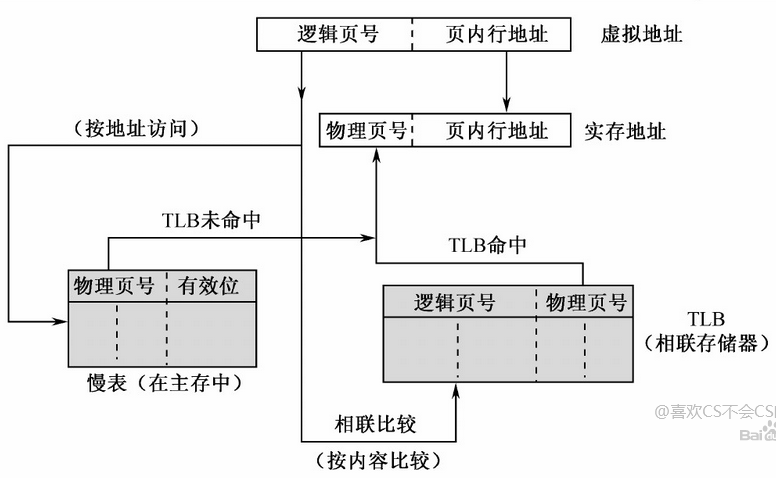 逻辑页号 页内行地址 虚拟地址
(按地址访问)
物理页号 页内行地址 实存地址
TLB未命中
TLB命中
物理页号 有效位
逻辑页号 物理页号
TLB
(相联存储器)
慢表(在主存中)
相联比较
(按内容比较)
@喜欢CS不会CS
Bai